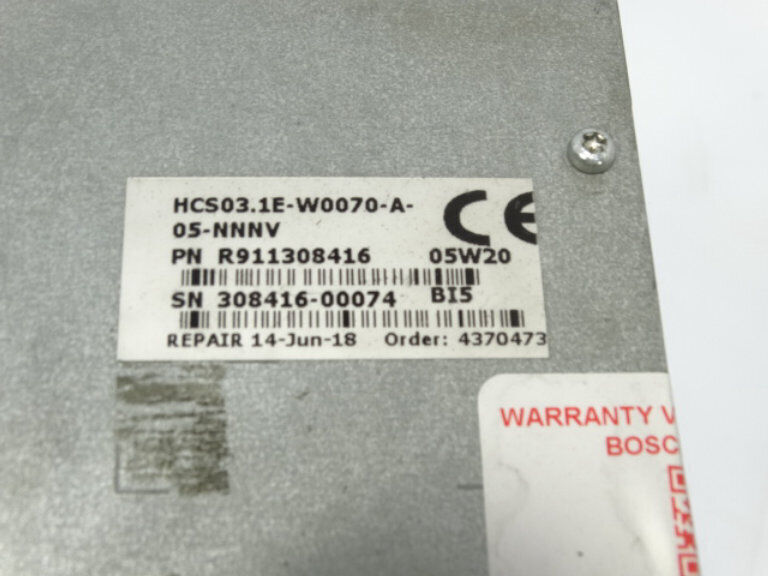 HCS03.1E-W0070-A-
05-NNNV
CE
PN R911308416 05W20
SN 308416-00074 BI5
REPAIR 14-Jun-18 Order: 4370473
WARRANTY V
BOSC